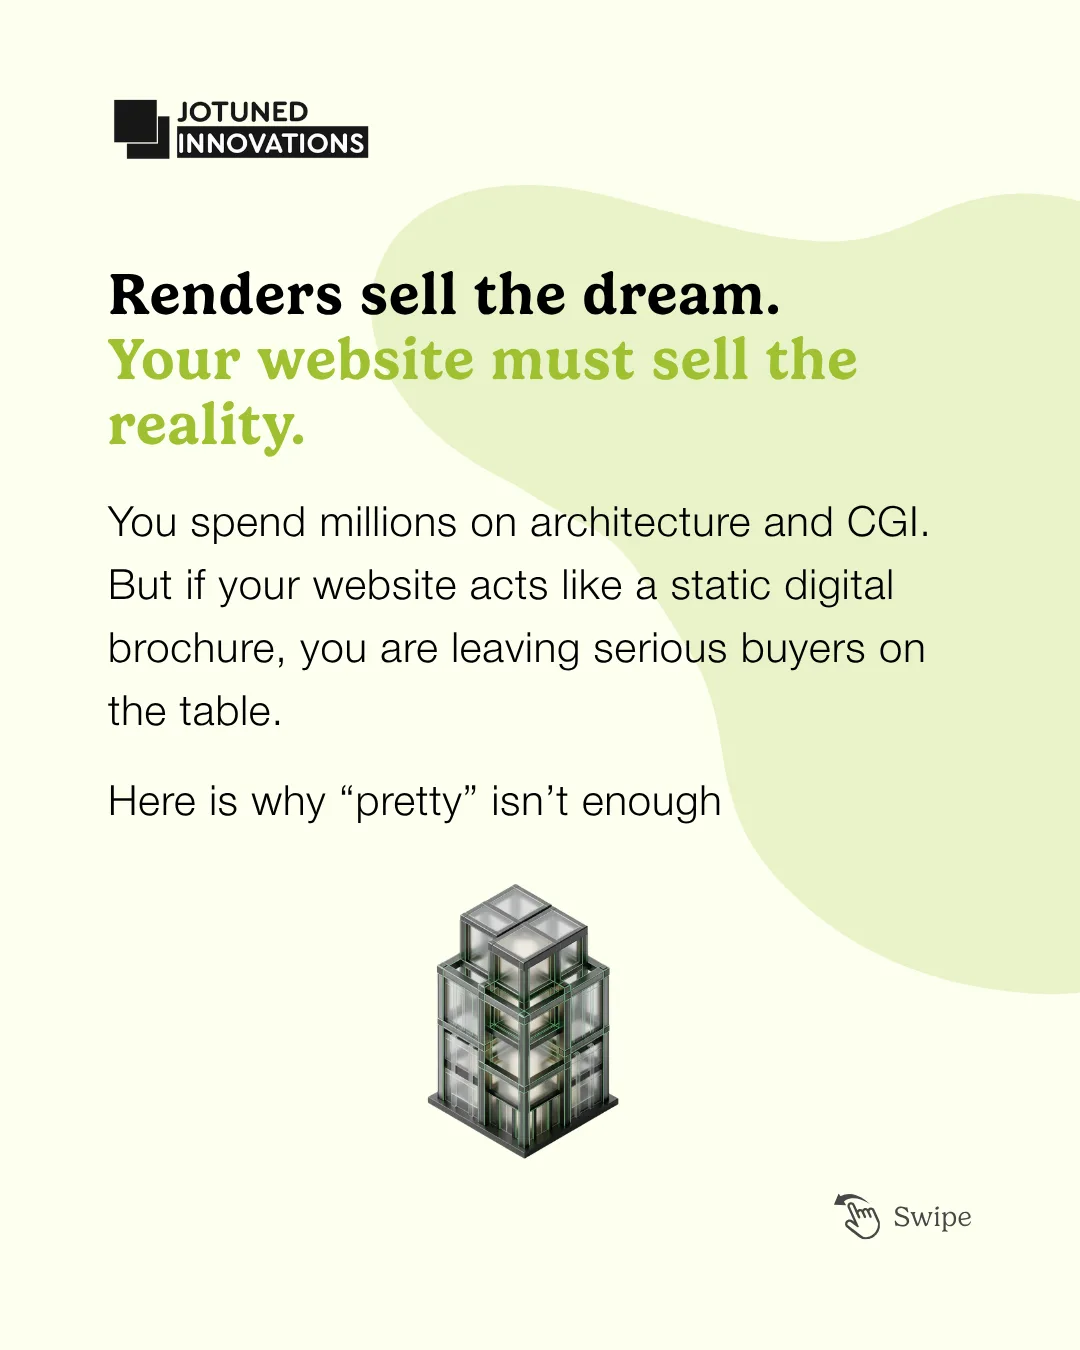 JOTUNED
INNOVATIONS
Renders sell the dream.
Your website must sell the
reality.
You spend millions on architecture and CGI.
But if your website acts like a static digital
brochure, you are leaving serious buyers on
the table.
Here is why “pretty” isn’t enough
Swipe